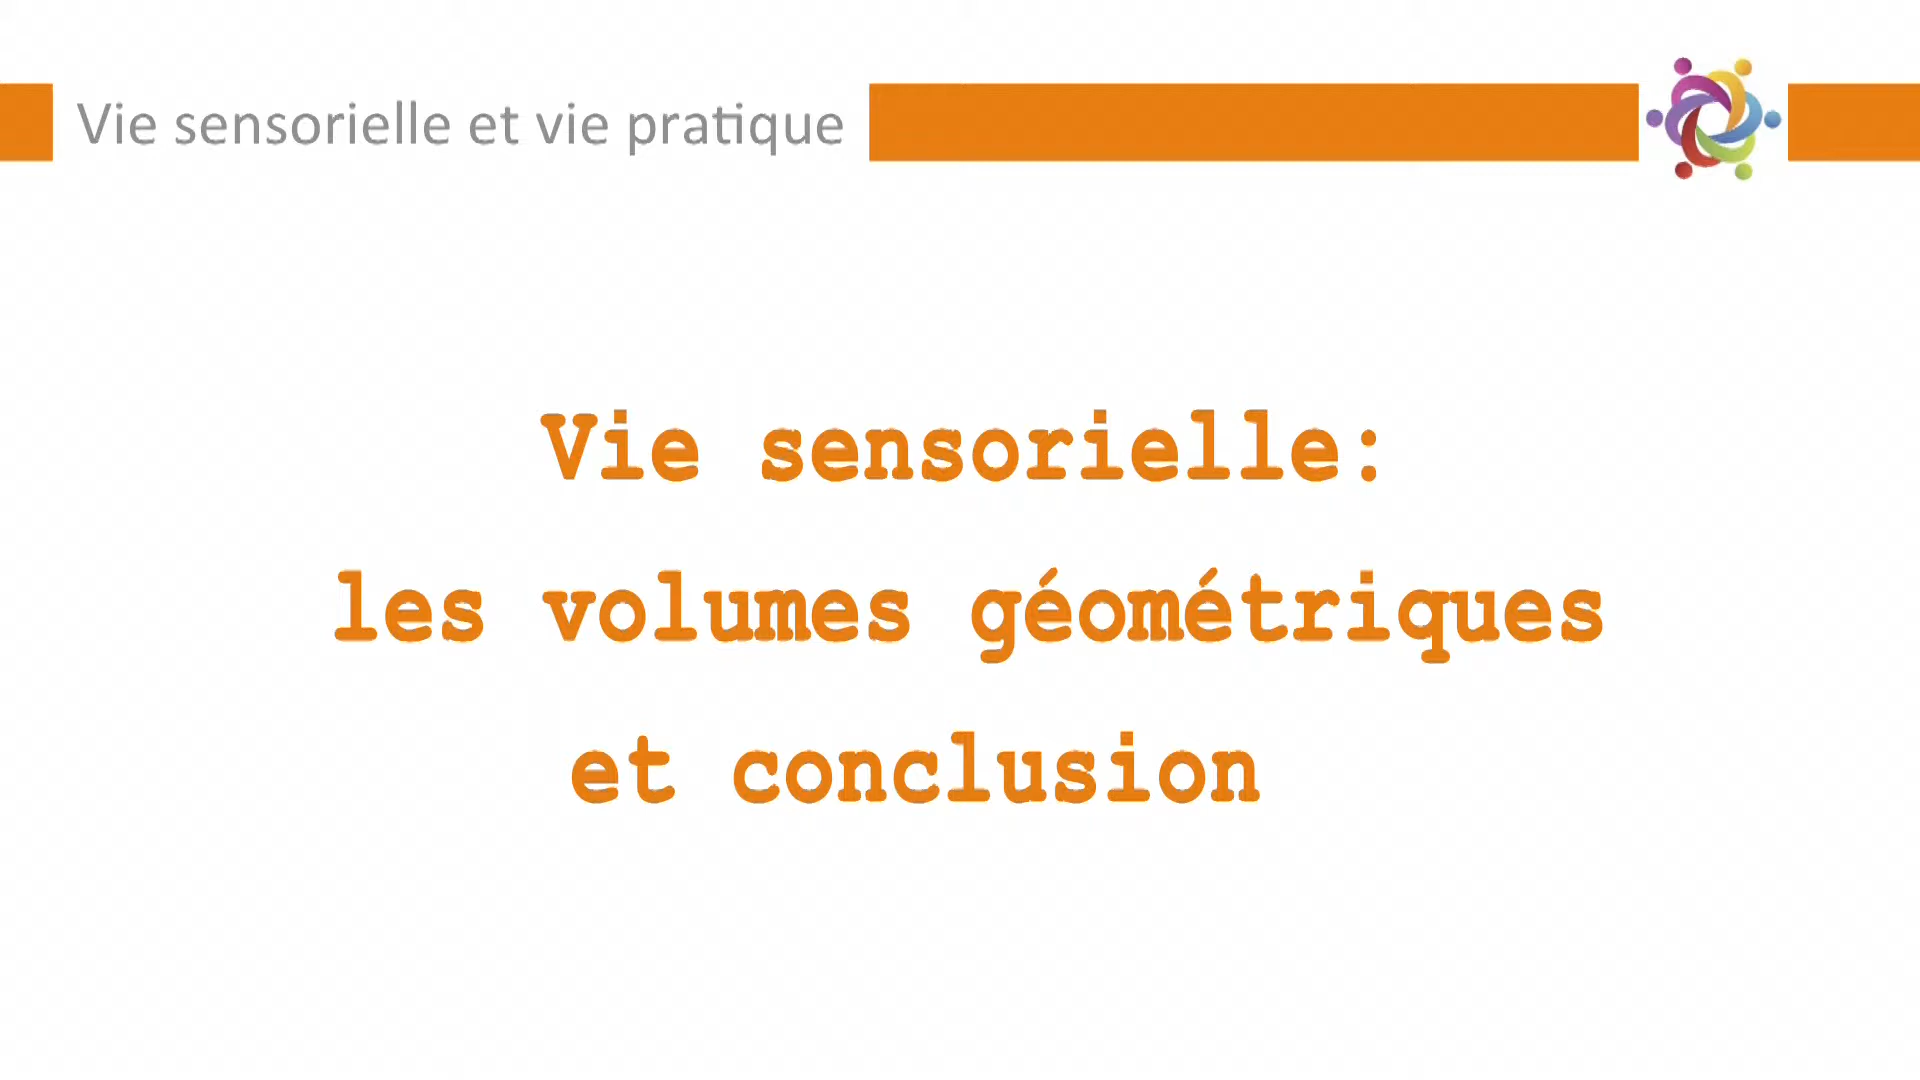 Vie sensorielle et vie pratique
Vie sensorielle:
les volumes géométriques
et conclusion